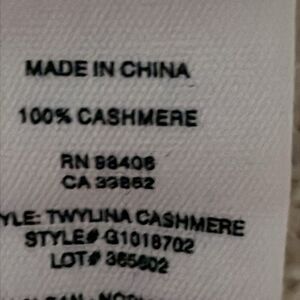 MADE IN CHINA
100% CASHMERE
RN 98406
CA 33862
YLE: TWYLINA CASHMERE
STYLE# G1018702
LOT# 365602